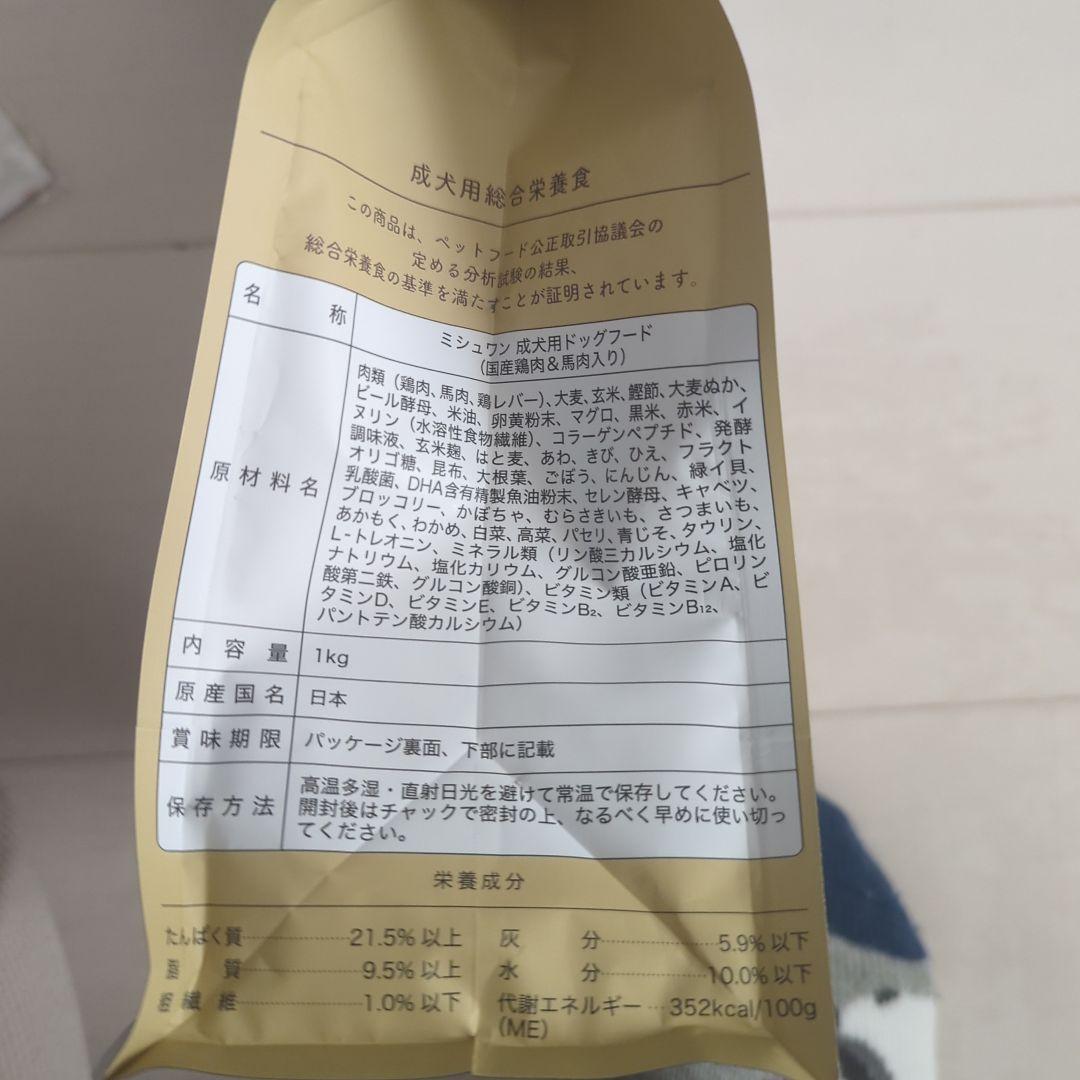 成犬用総合栄養食
この商品は、ペットフード公正取引協議会の
定める分析試験の結果、
総合栄養食の基準を満たすことが証明されています。
名称 ミシュワン 成犬用ドッグフード
(国産鶏肉&馬肉入り)
原材料名
肉類(鶏肉、馬肉、鶏レバー)、大麦、玄米、鰹節、大麦ぬか、
ビール酵母、米油、卵黄粉末、マグロ、黒米、赤米、イ
ヌリン(水溶性食物繊維)、コラーゲンペプチド、発酵
調味液、玄米麹、はと麦、あわ、きび、ひえ、フラクト
オリゴ糖、昆布、大根葉、ごぼう、にんじん、緑イ貝、
乳酸菌、DHA含有精製魚油粉末、セレン酵母、キャベツ、
ブロッコリー、かぼちゃ、むらさきいも、さつまいも、
あかもく、わかめ、白菜、高菜、パセリ、青じそ、タウリン、
L-トレオニン、ミネラル類(リン酸三カルシウム、塩化
ナトリウム、塩化カリウム、グルコン酸亜鉛、ピロリン
酸第二鉄、グルコン酸銅)、ビタミン類(ビタミンA、ビ
タミンD、ビタミンE、ビタミンB₂、ビタミンB₁₂、
パントテン酸カルシウム)
内容量 1kg
原産国名 日本
賞味期限 パッケージ裏面、下部に記載
保存方法 高温多湿・直射日光を避けて常温で保存してください。
開封後はチャックで密封の上、なるべく早めに使い切っ
てください。
栄養成分
たんぱく質 21.5%以上 灰分 5.9%以下
脂質 9.5%以上 水分 10.0%以下
粗繊維 1.0%以下 代謝エネルギー 352kcal/100g
(ME)